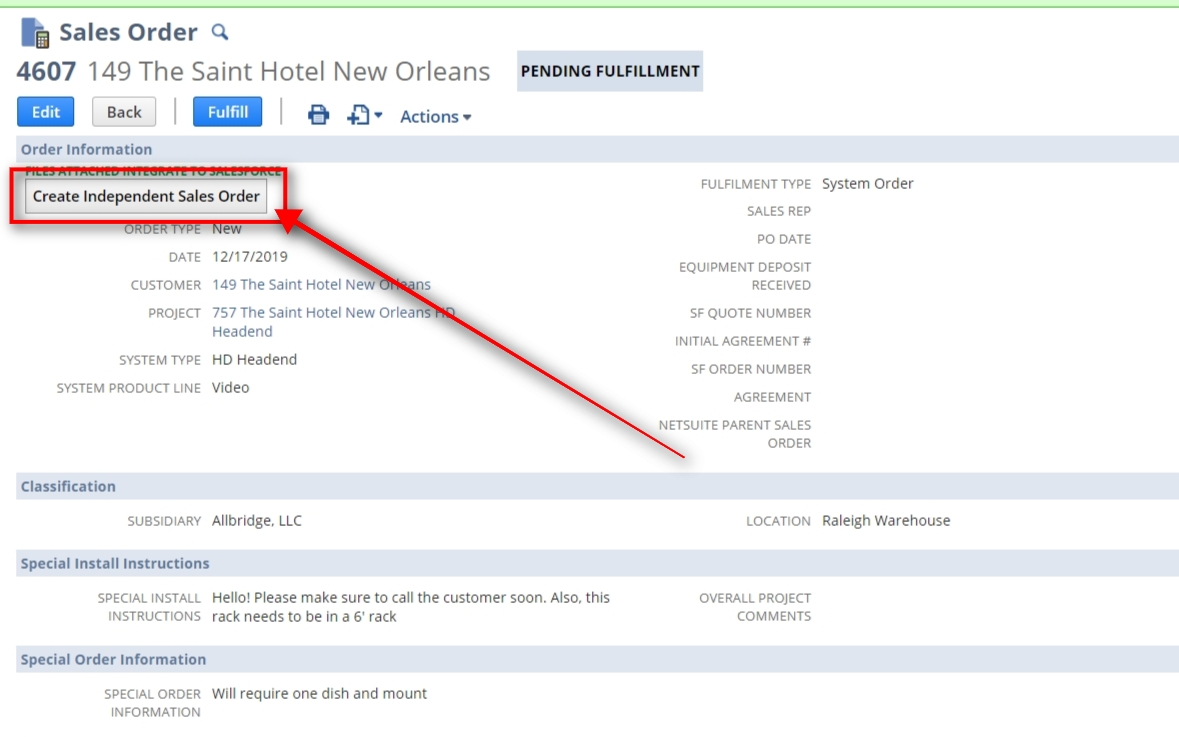 Sales Order
4607 149 The Saint Hotel New Orleans PENDING FULFILLMENT
Edit Back Fulfill Actions
Order Information
FILES ATTACHED INTEGRATE TO SALESFORCE
Create Independent Sales Order
ORDER TYPE New
DATE 12/17/2019
CUSTOMER 149 The Saint Hotel New Orleans
PROJECT 757 The Saint Hotel New Orleans HD
Headend
SYSTEM TYPE HD Headend
SYSTEM PRODUCT LINE Video
FULFILMENT TYPE System Order
SALES REP
PO DATE
EQUIPMENT DEPOSIT
RECEIVED
SF QUOTE NUMBER
INITIAL AGREEMENT #
SF ORDER NUMBER
AGREEMENT
NETSUITE PARENT SALES
ORDER
Classification
SUBSIDIARY Allbridge, LLC
LOCATION Raleigh Warehouse
Special Install Instructions
SPECIAL INSTALL Hello! Please make sure to call the customer soon. Also, this
INSTRUCTIONS rack needs to be in a 6' rack
OVERALL PROJECT
COMMENTS
Special Order Information
SPECIAL ORDER Will require one dish and mount
INFORMATION